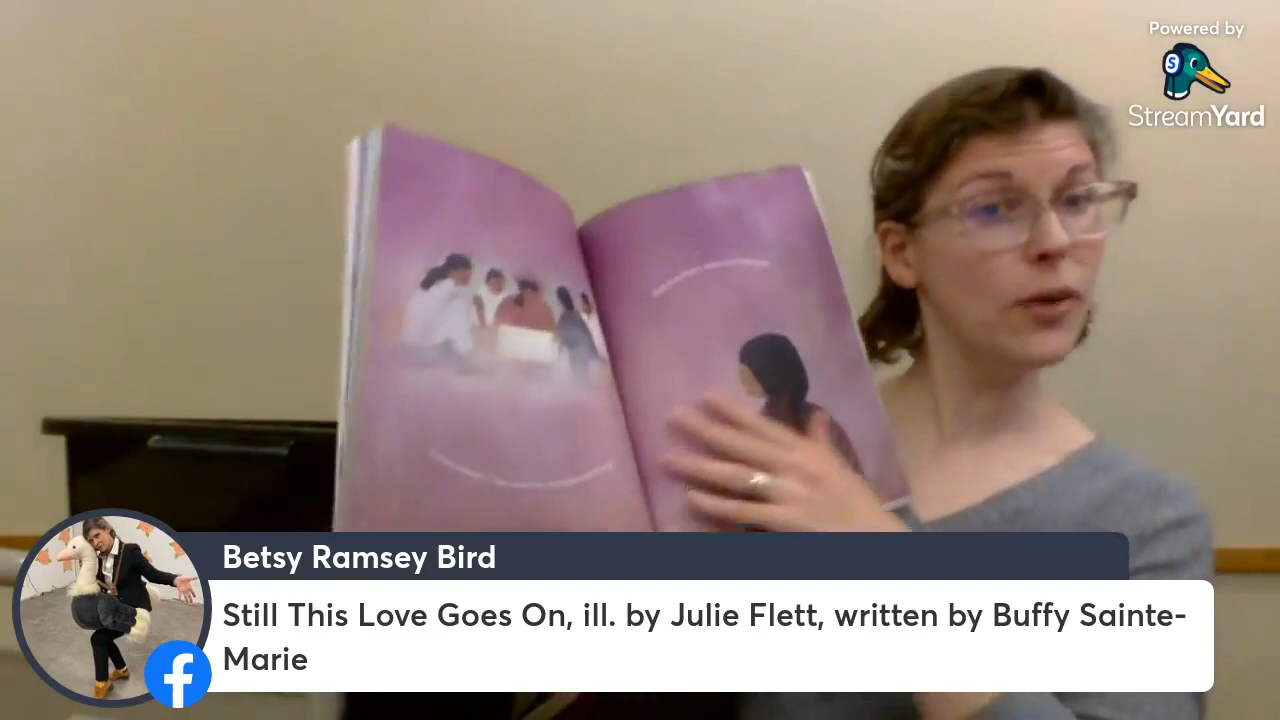 Powered by
S
StreamYard
Betsy Ramsey Bird
Still This Love Goes On, ill. by Julie Flett, written by Buffy Sainte-
Marie